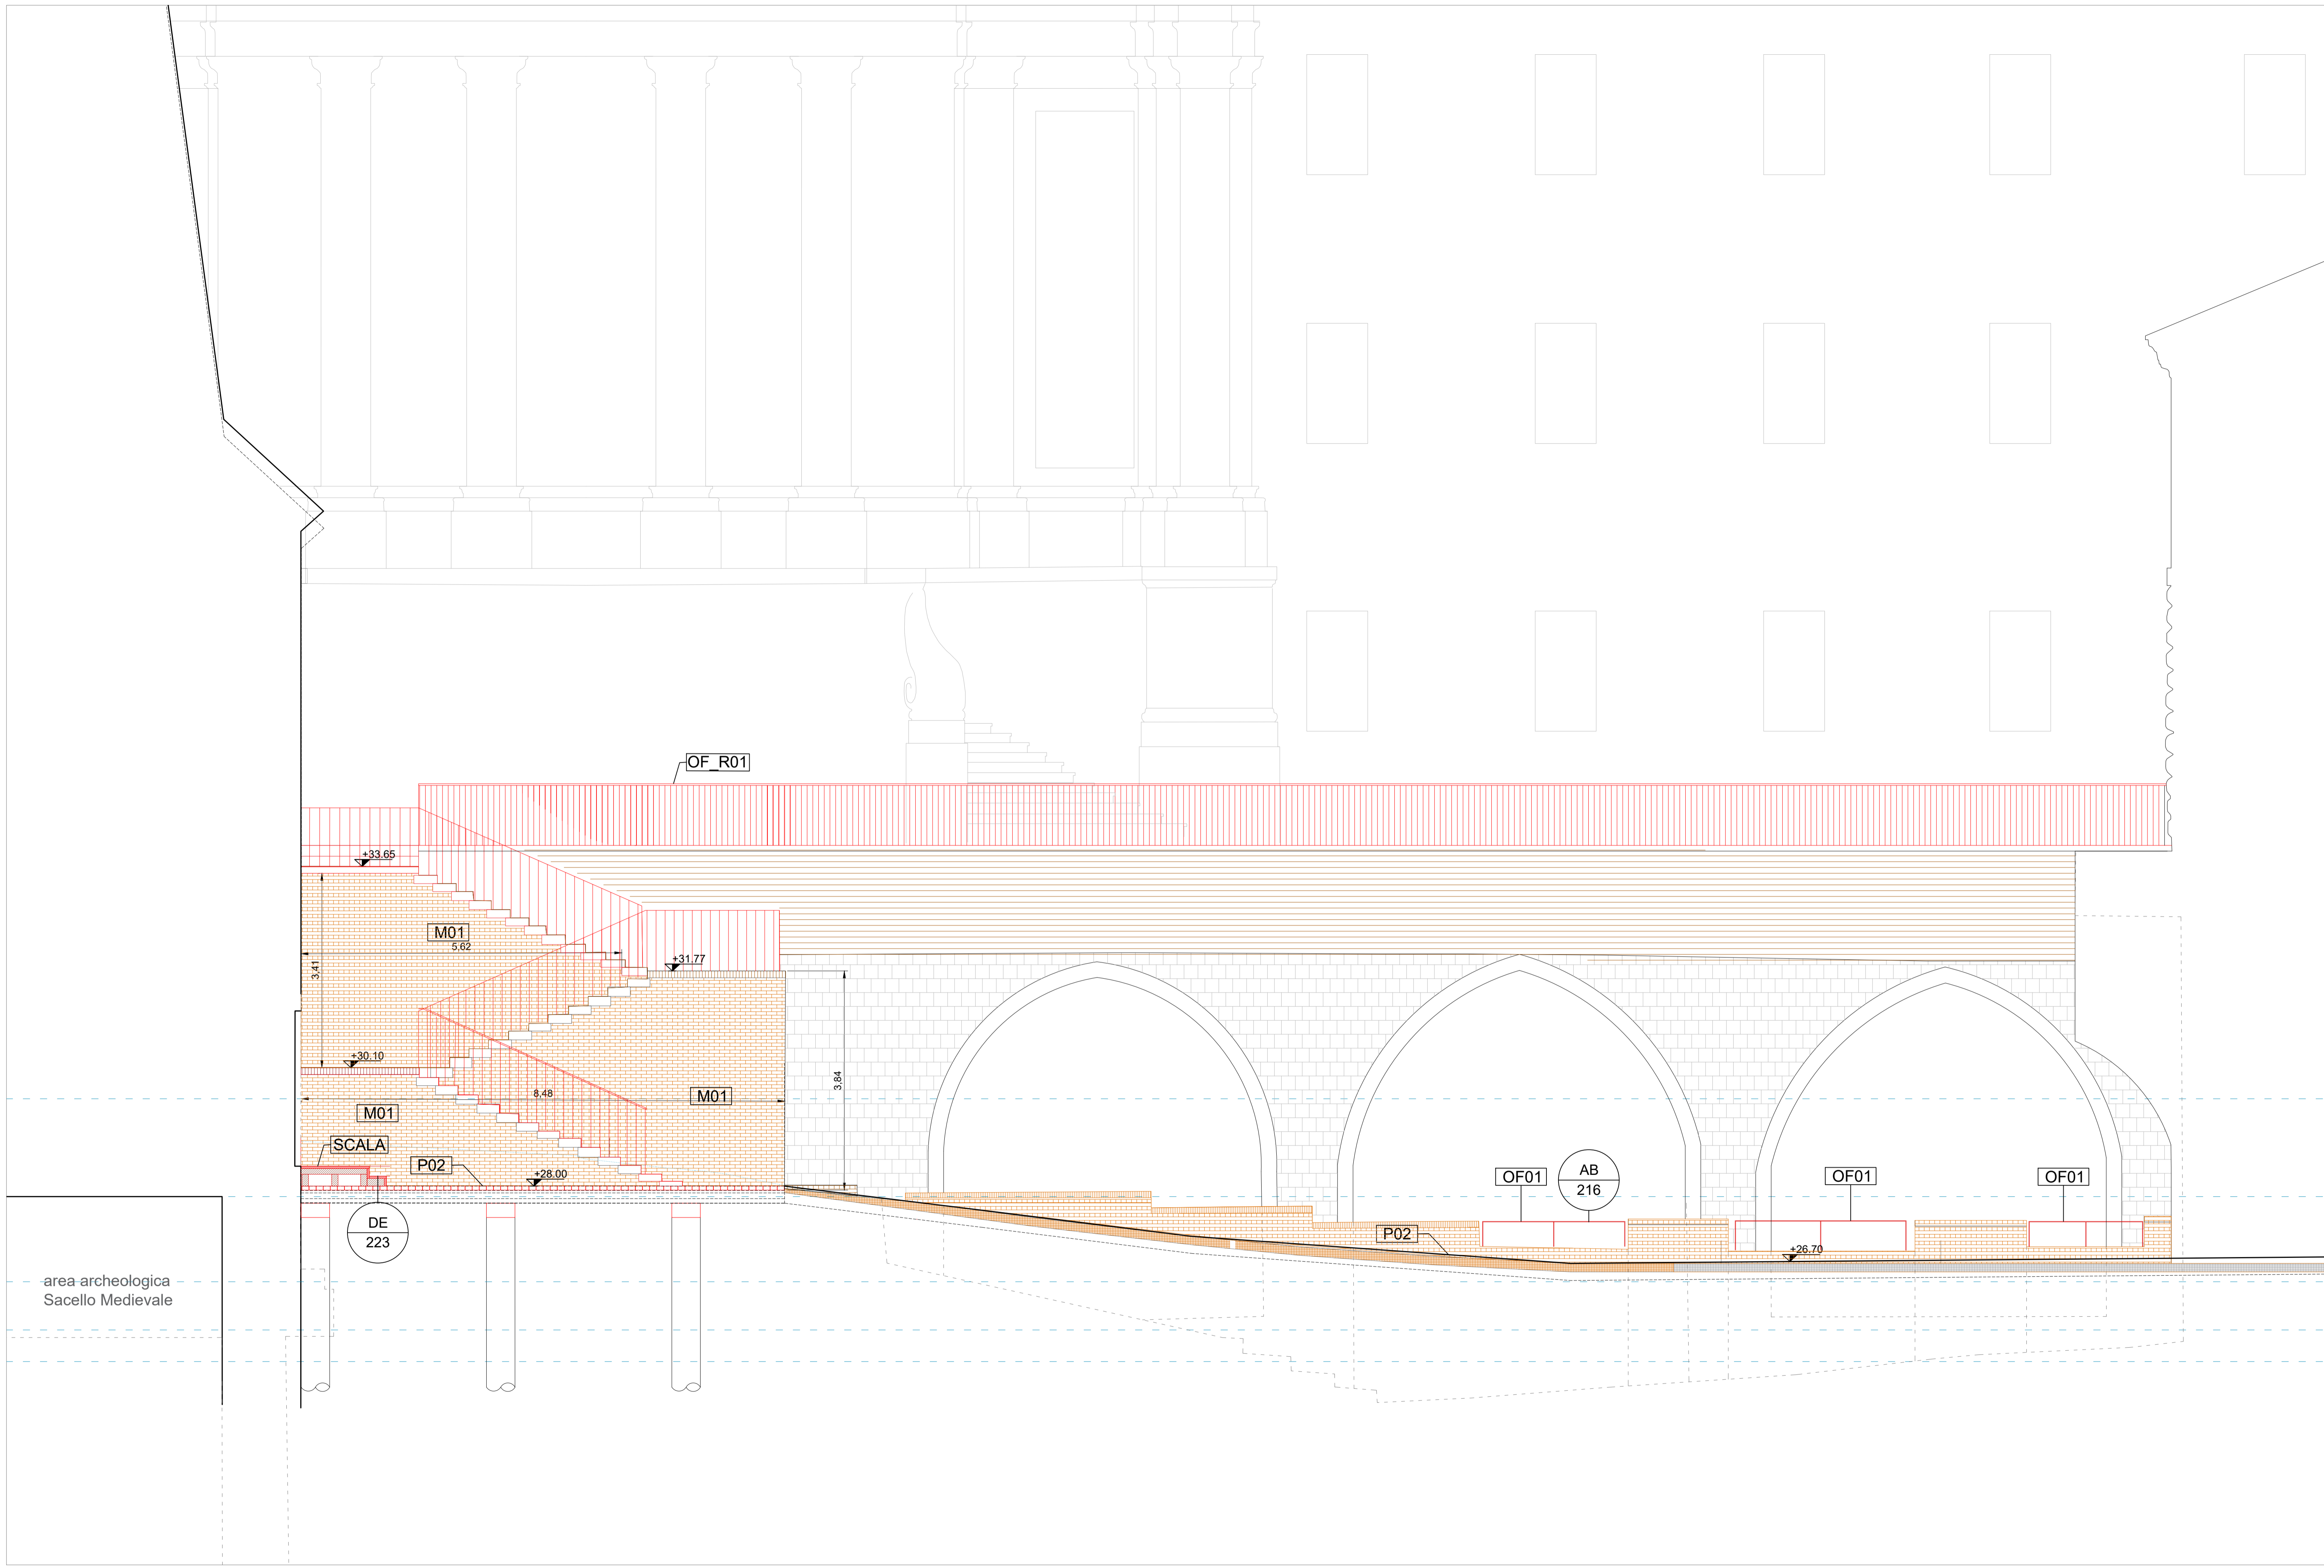 OF_R01
+33.65
M01
5,62
3,41
+31.77
+30.10
3,84
8,48
M01
M01
SCALA
P02
+28.00
DE
223
OF01
AB
216
OF01
OF01
P02
+26.70
area archeologica
Sacello Medievale